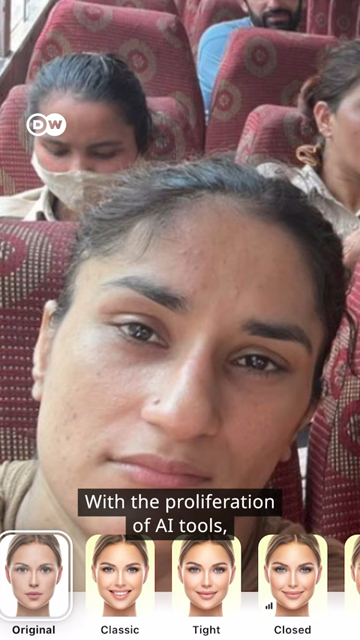 DW
With the proliferation
of AI tools,
Original
Classic
Tight
Closed